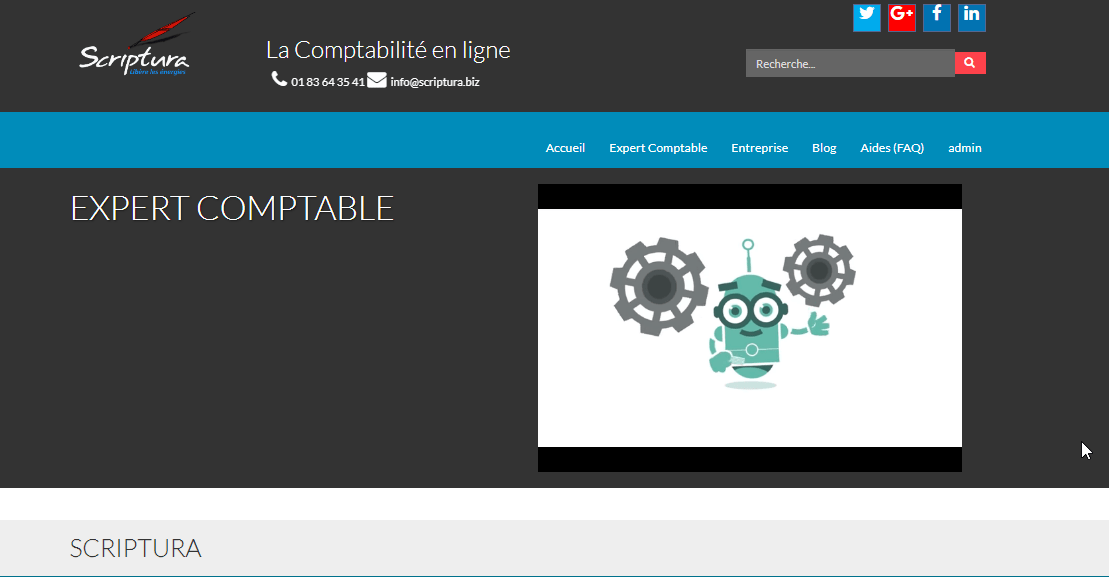 G+ f in
Scriptura
Libère les énergies
La Comptabilité en ligne
01 83 64 35 41 info@scriptura.biz
Recherche...
Accueil Expert Comptable Entreprise Blog Aides (FAQ) admin
EXPERT COMPTABLE
SCRIPTURA